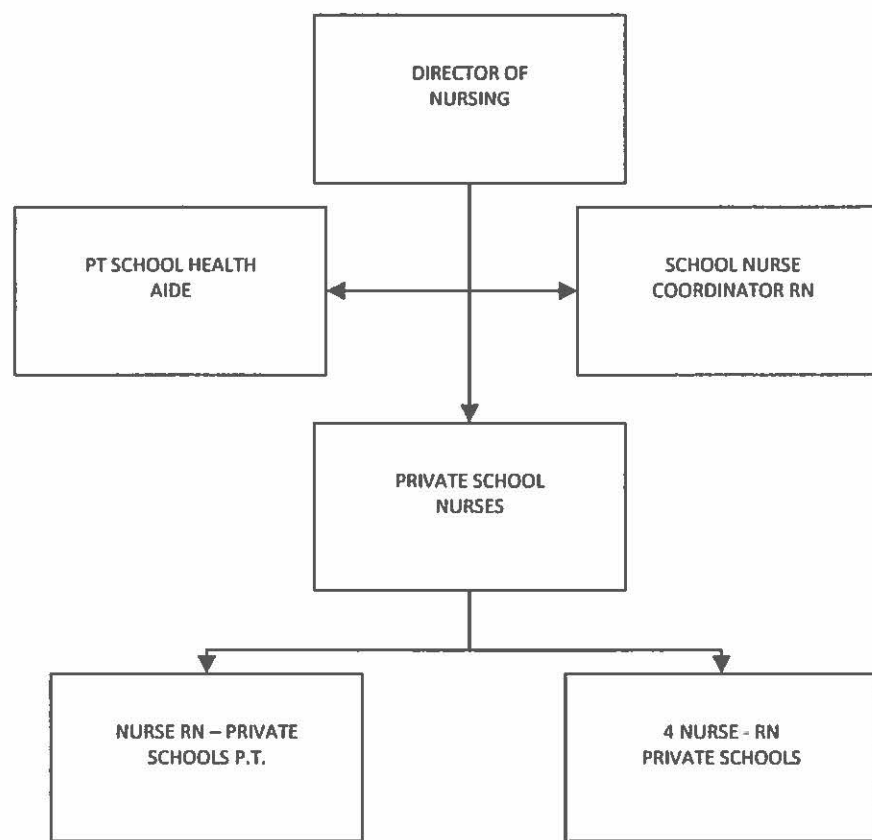 DIRECTOR OF
NURSING
PT SCHOOL HEALTH
AIDE
SCHOOL NURSE
COORDINATOR RN
PRIVATE SCHOOL
NURSES
NURSE RN – PRIVATE
SCHOOLS P.T.
4 NURSE - RN
PRIVATE SCHOOLS